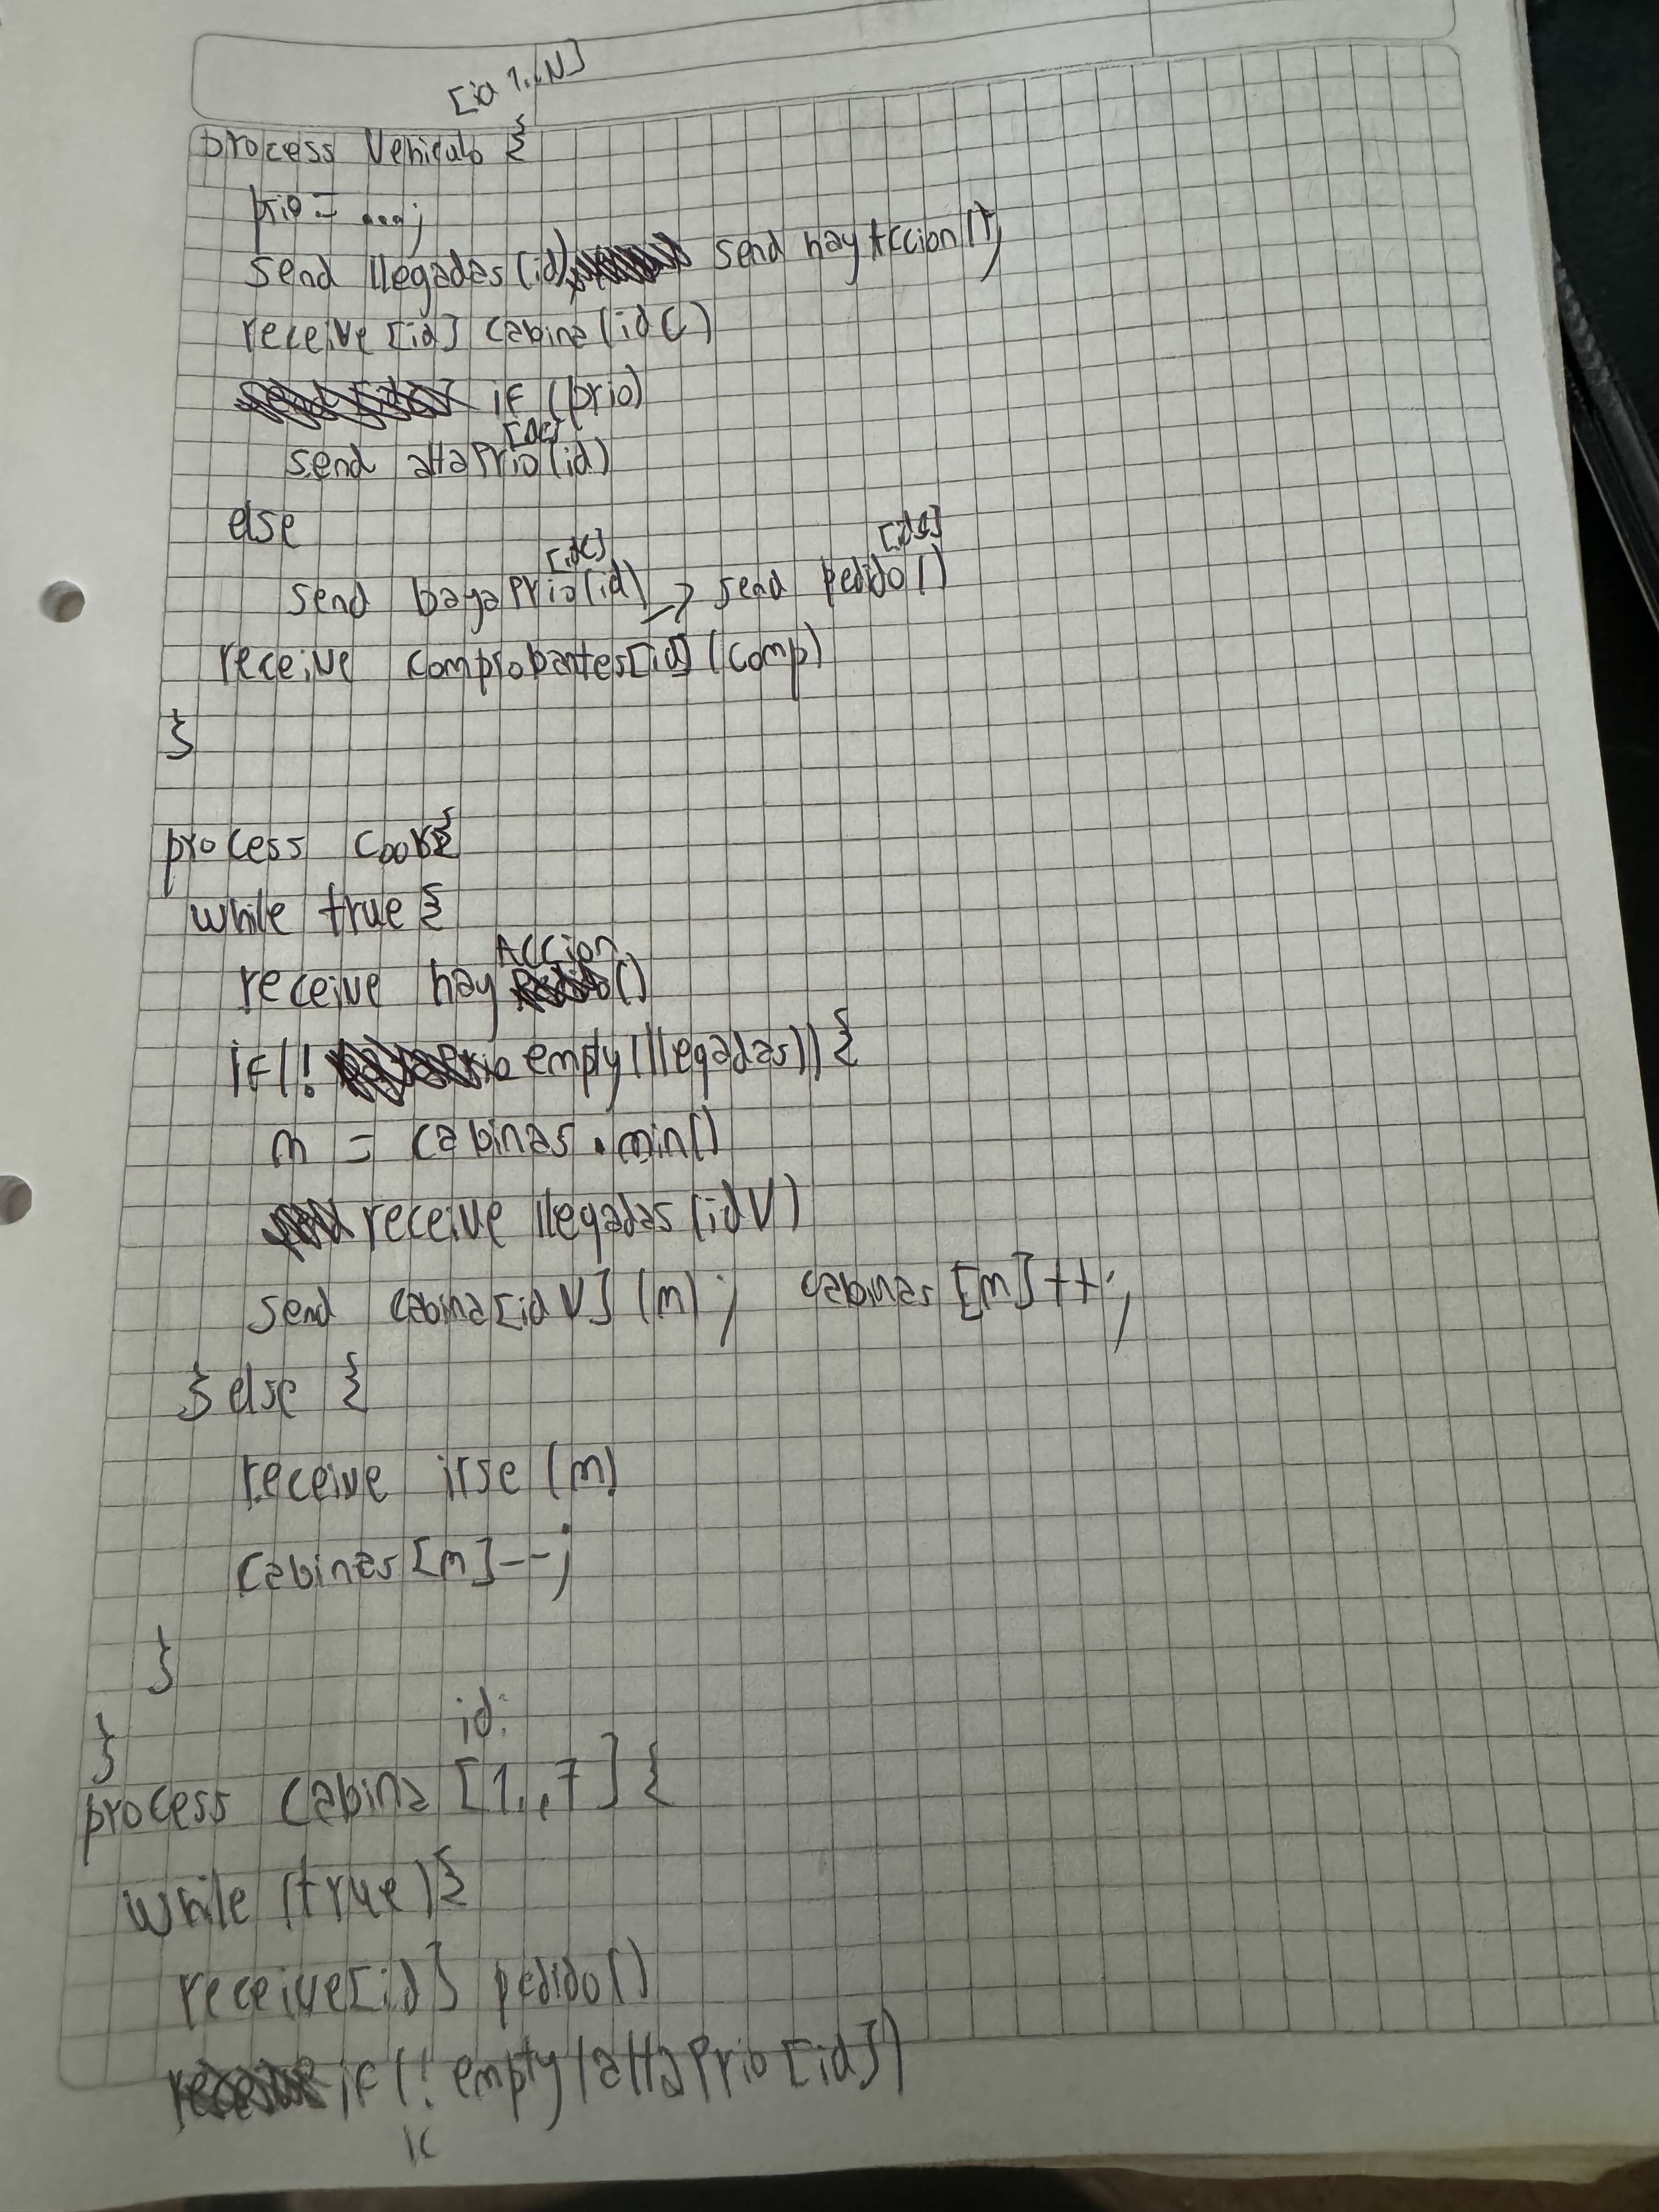 [id 1..N]
process Vehiculo {
prio = ...;
send llegadas(id), send hayAccion();
receive[id] cabina(idC)
if (prio)
[idC]
send altaPrio(id)
else
[idC] [idC]
send bajaPrio(id) → send pedido()
receive comprobantes[id](comp)
}
process Coor{
while true {
Accion
receive hay ()
if(! empty(llegadas)) {
m = cabinas.min()
receive llegadas(idV)
send cabina[idV](m); cabinas[m]++;
} else {
receive irse(m)
cabinas[m]--;
}
}
id:
process cabina [1..7] {
while (true) {
receive[id] pedido()
if(! empty(altaPrio[id])